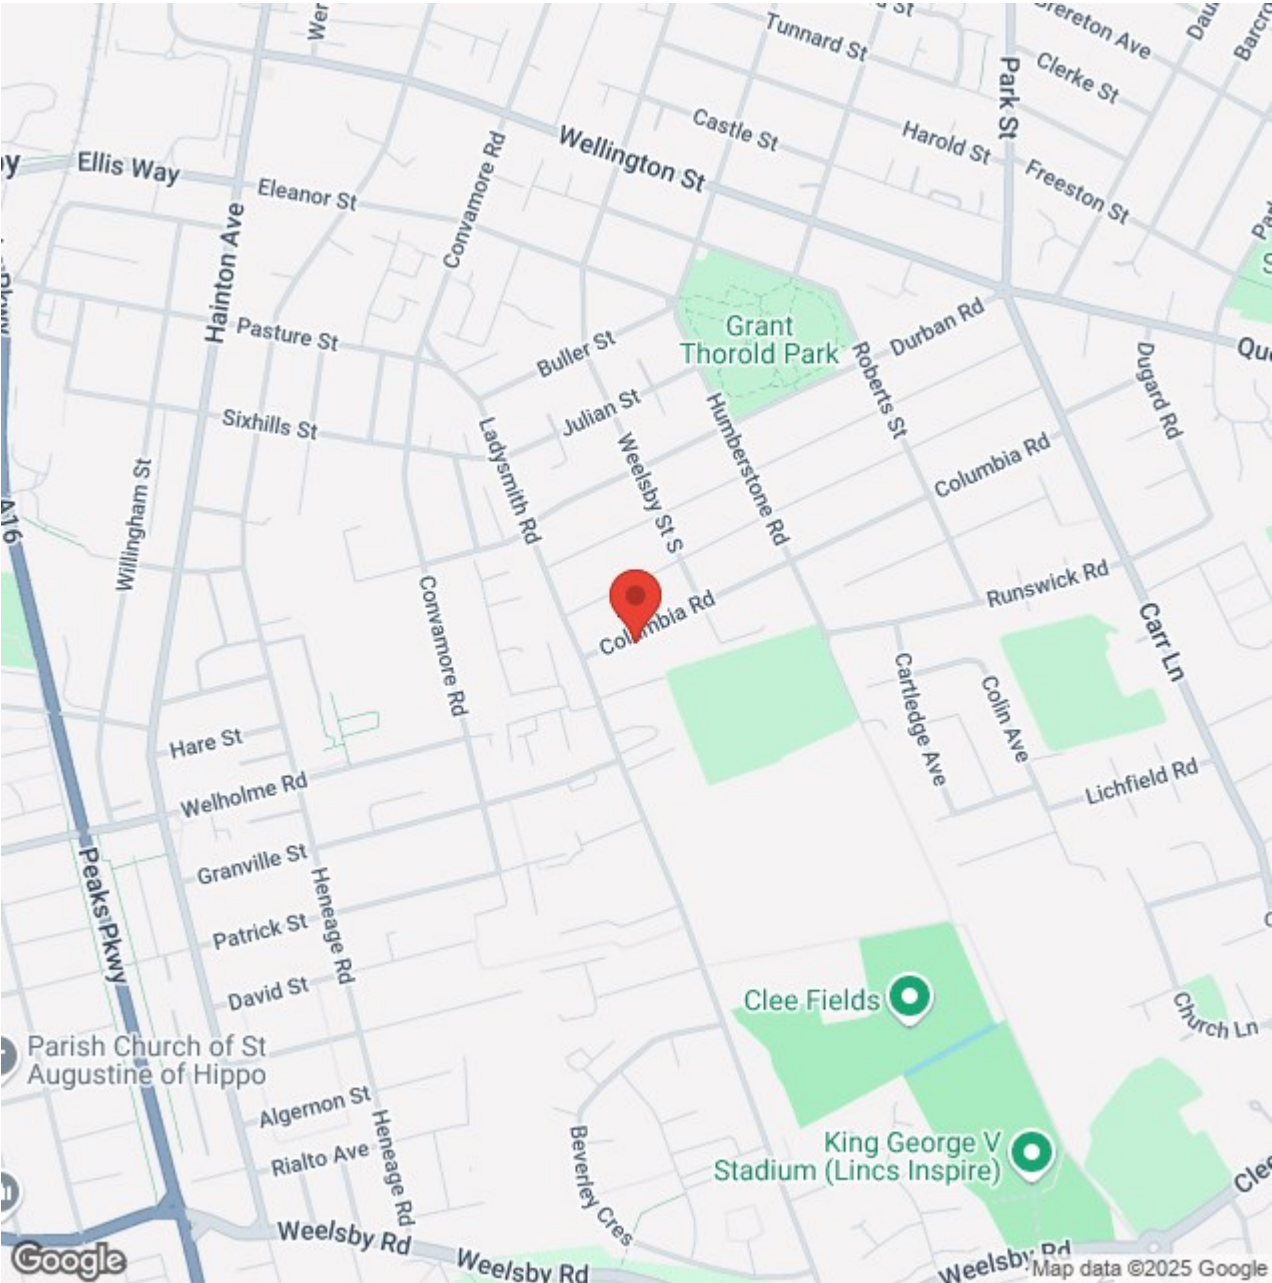 Tunnard St
Brereton Ave
Clerke St
Park St
Castle St
Harold St
Freeston St
Wellington St
Convamore Rd
Ellis Way
Eleanor St
Hainton Ave
Pasture St
Grant
Thorold Park
Durban Rd
Roberts St
Dugard Rd
Buller St
Julian St
Sixhills St
Ladysmith Rd
Weelsby St S
Humberstone Rd
Columbia Rd
Willingham St
A16
Convamore Rd
Columbia Rd
Runswick Rd
Carr Ln
Cartledge Ave
Colin Ave
Lichfield Rd
Hare St
Welholme Rd
Granville St
Peaks Pkwy
Heneage Rd
Patrick St
David St
Clee Fields
Church Ln
Parish Church of St
Augustine of Hippo
Algernon St
Rialto Ave
Heneage Rd
Beverley Cres
King George V
Stadium (Lincs Inspire)
Weelsby Rd
Weelsby Rd
Weelsby Rd
Google
Map data ©2025 Google